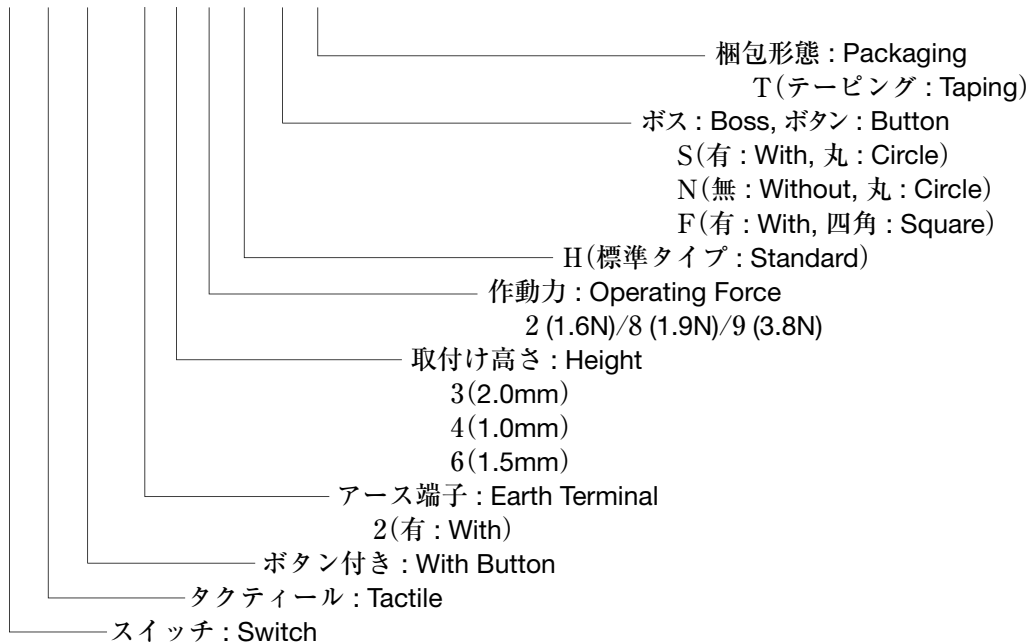 梱包形態 : Packaging
T(テーピング : Taping)
ボス : Boss, ボタン : Button
S(有 : With, 丸 : Circle)
N(無 : Without, 丸 : Circle)
F(有 : With, 四角 : Square)
H(標準タイプ : Standard)
作動力 : Operating Force
2 (1.6N)/8 (1.9N)/9 (3.8N)
取付け高さ : Height
3(2.0mm)
4(1.0mm)
6(1.5mm)
アース端子 : Earth Terminal
2(有 : With)
ボタン付き : With Button
タクティール : Tactile
スイッチ : Switch